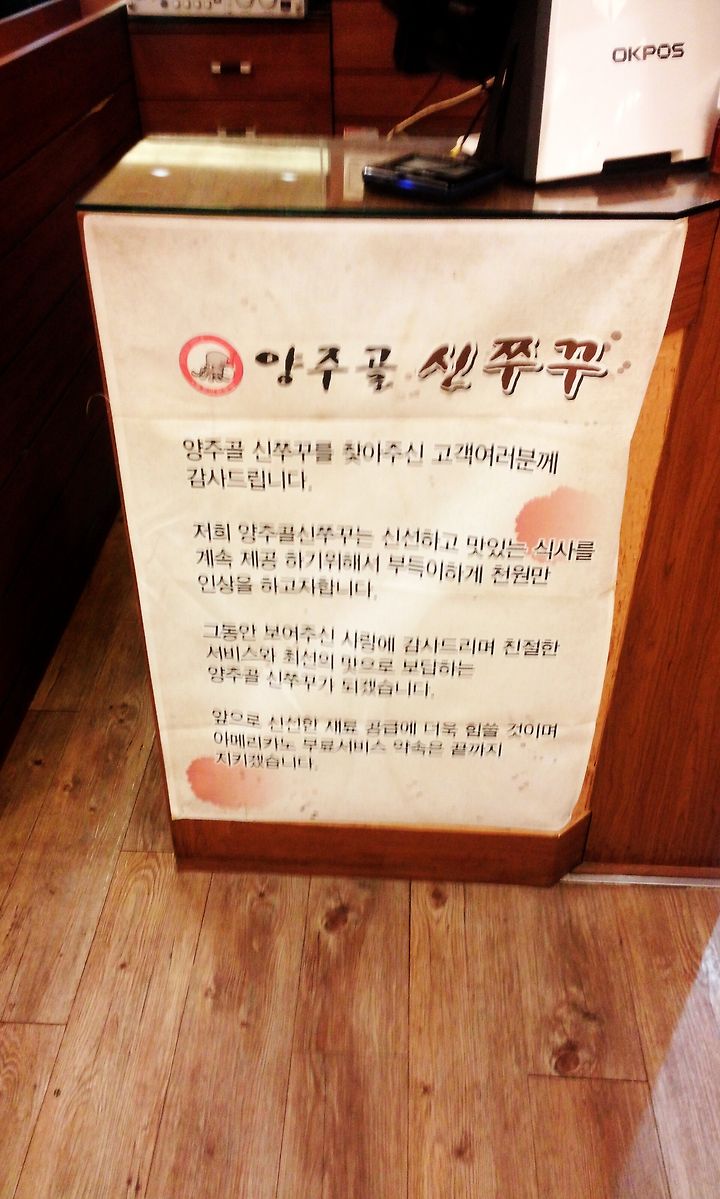 OKPOS
양주골 신쭈꾸
양주골 신쭈꾸를 찾아주신 고객여러분께
감사드립니다.
저희 양주골신쭈꾸는 신선하고 맛있는 식사를
계속 제공 하기위해서 부득이하게 천원만
인상을 하고자합니다.
그동안 보여주신 사랑에 감사드리며 친절한
서비스와 최선의 맛으로 보답하는
양주골 신쭈꾸가 되겠습니다.
앞으로 신선한 재료 공급에 더욱 힘쓸 것이며
아메리카노 무료서비스 약속은 끝까지
지키겠습니다.